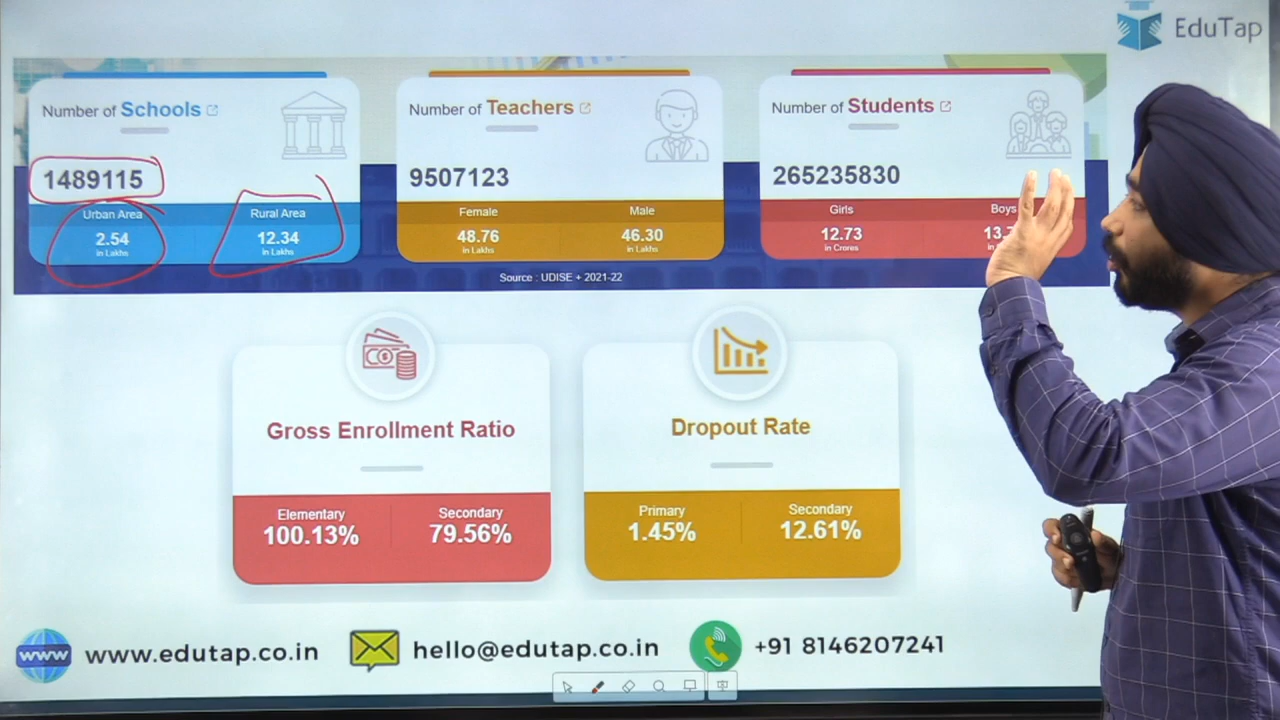 EduTap
Number of Schools
1489115
Urban Area
2.54
in Lakhs
Rural Area
12.34
in Lakhs
Number of Teachers
9507123
Female
48.76
in Lakhs
Male
46.30
in Lakhs
Number of Students
265235830
Girls
12.73
in Crores
Boys
Source : UDISE + 2021-22
Gross Enrollment Ratio
Elementary
100.13%
Secondary
79.56%
Dropout Rate
Primary
1.45%
Secondary
12.61%
www
www.edutap.co.in
hello@edutap.co.in
+91 8146207241